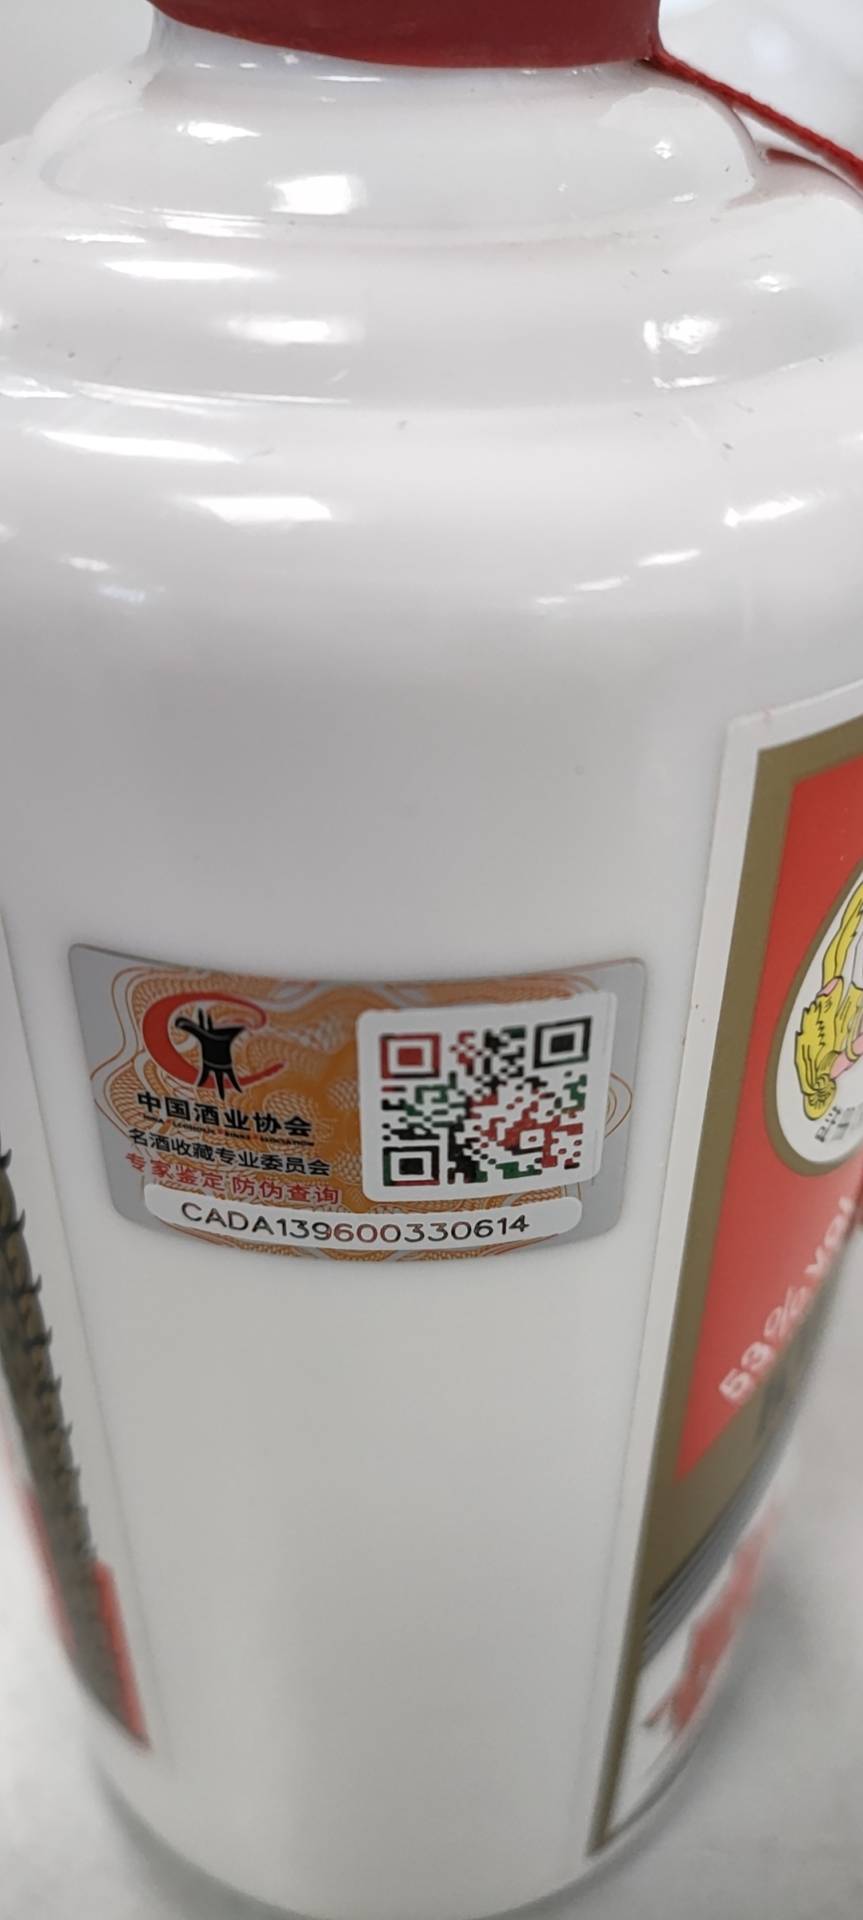 中国酒业协会
名酒收藏专业委员会
专家鉴定 防伪查询
CADA139600330614
53% vol